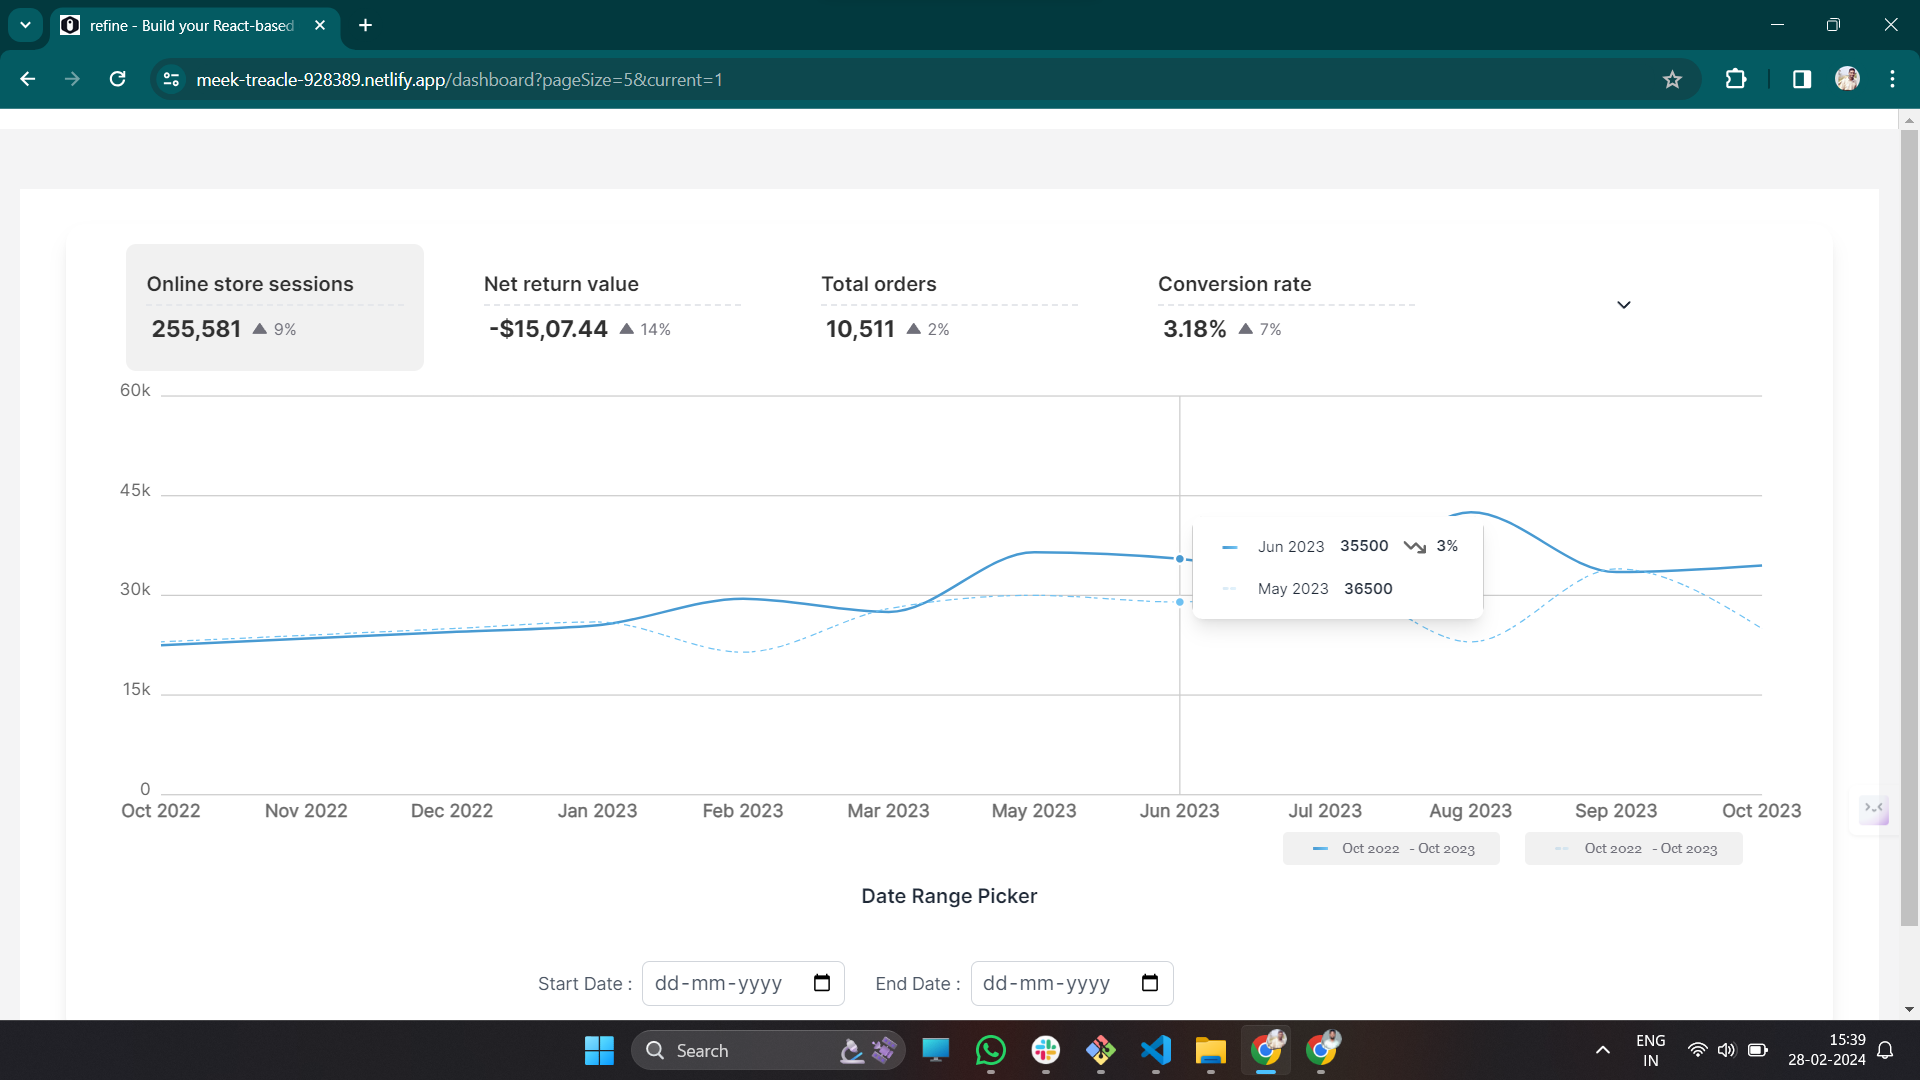 refine - Build your React-based
meek-treacle-928389.netlify.app/dashboard?pageSize=5&current=1
Online store sessions
255,581 ▲ 9%
Net return value
-$15,07.44 ▲ 14%
Total orders
10,511 ▲ 2%
Conversion rate
3.18% ▲ 7%
60k
45k
30k
15k
0
Jun 2023 35500 3%
May 2023 36500
Oct 2022 Nov 2022 Dec 2022 Jan 2023 Feb 2023 Mar 2023 May 2023 Jun 2023 Jul 2023 Aug 2023 Sep 2023 Oct 2023
Oct 2022 - Oct 2023 Oct 2022 - Oct 2023
Date Range Picker
Start Date : dd-mm-yyyy End Date : dd-mm-yyyy
Search
ENG
IN
15:39
28-02-2024